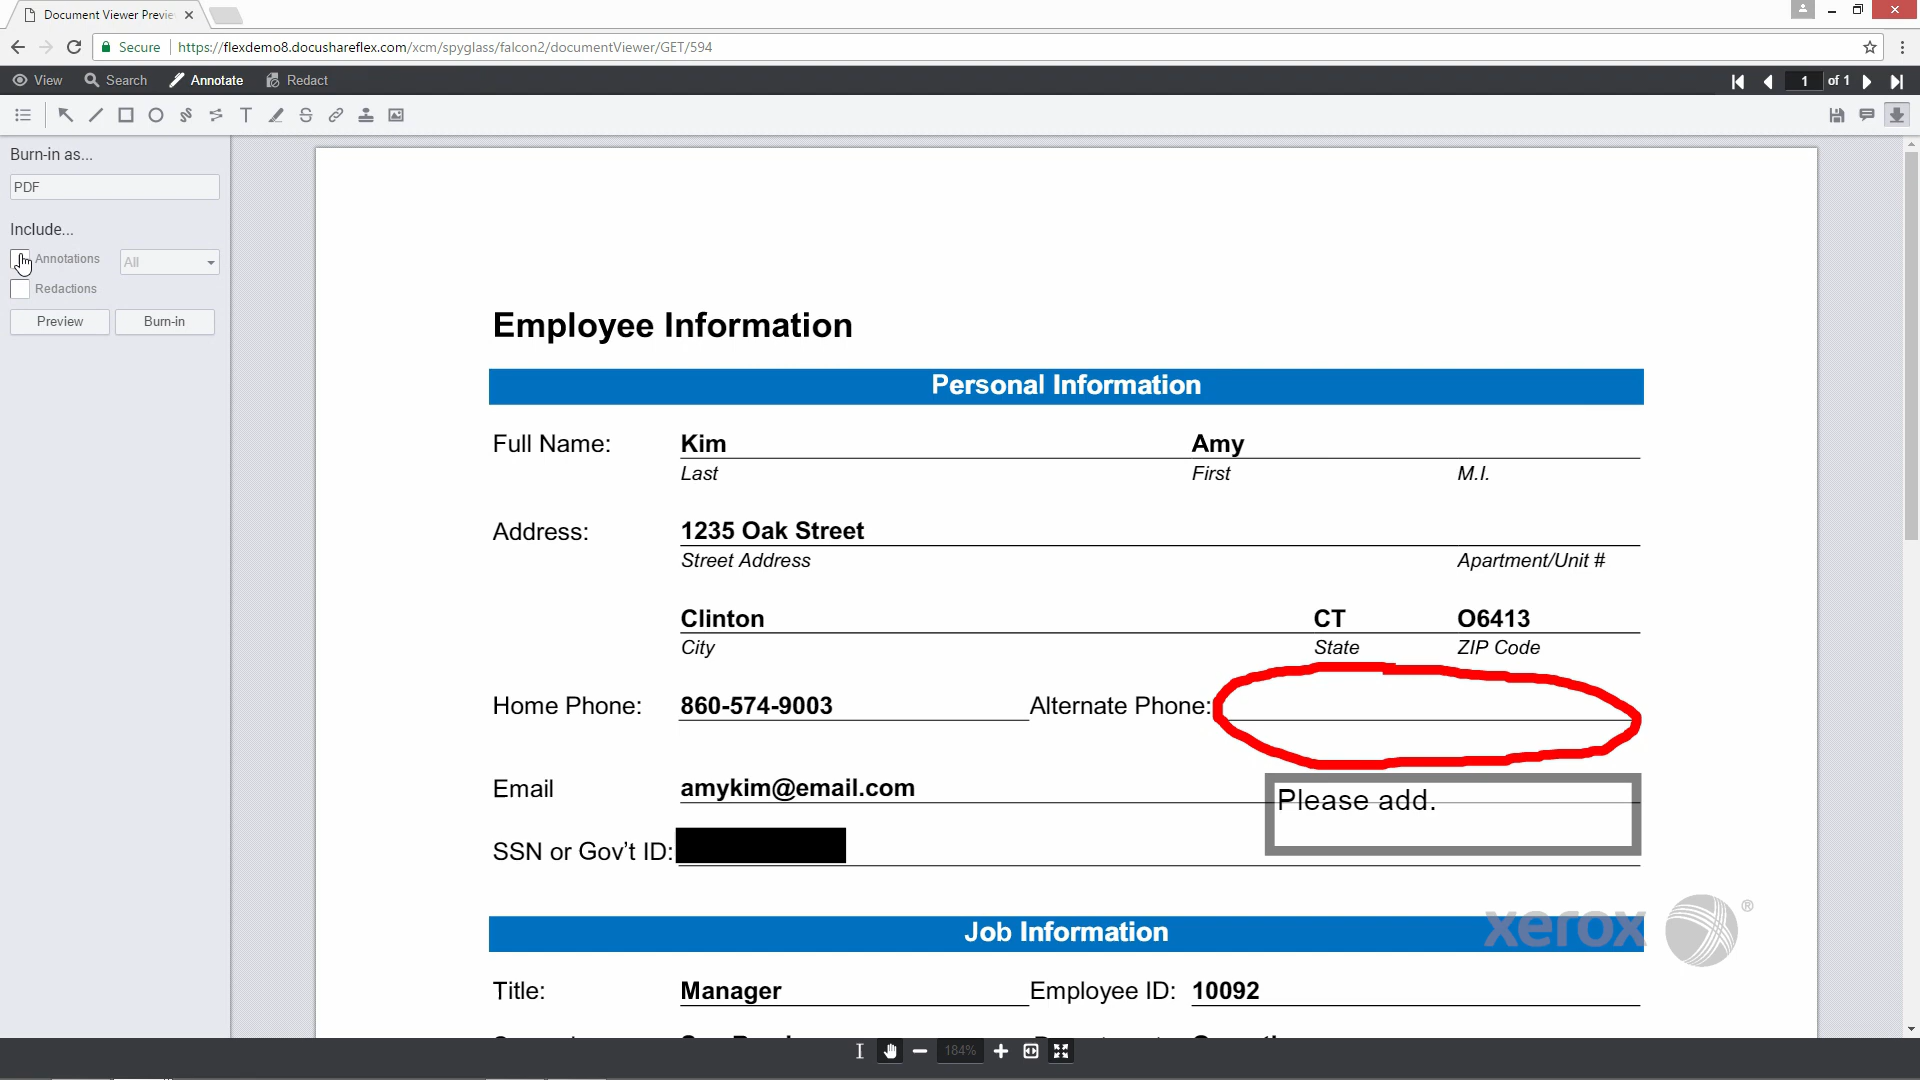 Document Viewer Previe
Secure https://flexdemo8.docushareflex.com/xcm/spyglass/falcon2/documentViewer/GET/594
View Search Annotate Redact 1 of 1
Burn-in as...
PDF
Include...
Annotations All
Redactions
Preview Burn-in
Employee Information
Personal Information
Full Name: Kim Amy
Last First M.I.
Address: 1235 Oak Street
Street Address Apartment/Unit #
Clinton CT O6413
City State ZIP Code
Home Phone: 860-574-9003 Alternate Phone:
Email amykim@email.com
Please add.
SSN or Gov't ID:
Job Information
xerox ®
Title: Manager Employee ID: 10092
184%